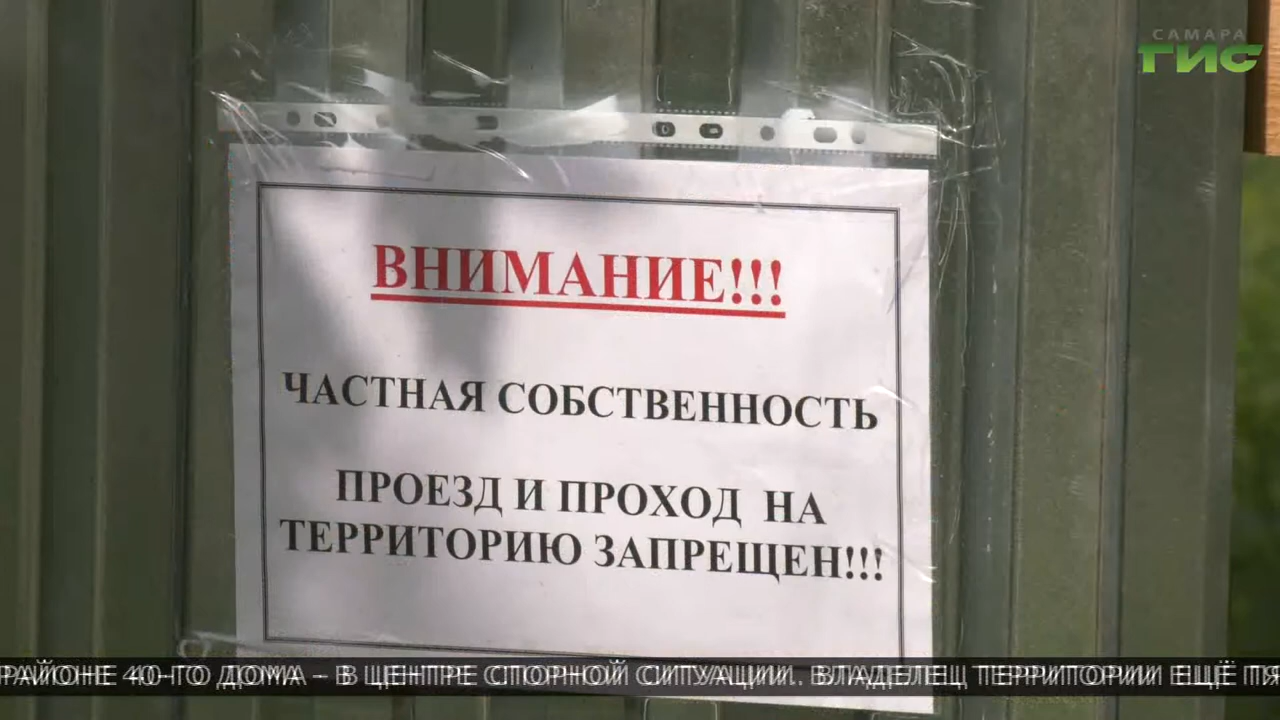 САМАРА
ГИС
ВНИМАНИЕ!!!
ЧАСТНАЯ СОБСТВЕННОСТЬ
ПРОЕЗД И ПРОХОД НА
ТЕРРИТОРИЮ ЗАПРЕЩЕН!!!
РАЙОНЕ 40-ГО ДОМА - В ЦЕНТРЕ СПОРНОЙ СИТУАЦИИ. ВЛАДЕЛЕЦ ТЕРРИТОРИИ ЕЩЁ ПЯ